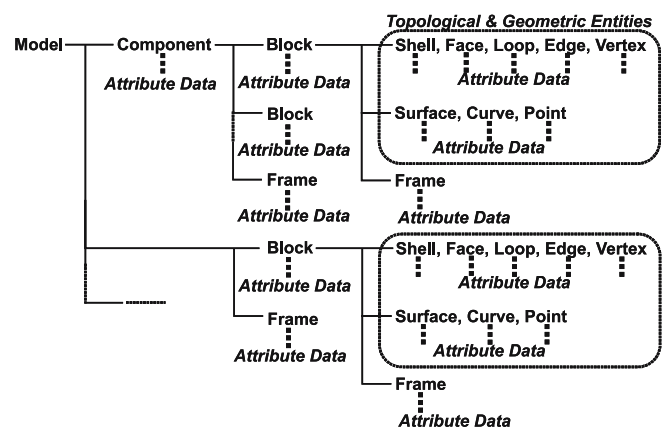 Topological & Geometric Entities
Model Component Block Shell, Face, Loop, Edge, Vertex
Attribute Data Attribute Data Attribute Data
Block Surface, Curve, Point
Attribute Data Attribute Data
Frame Frame
Attribute Data Attribute Data
Block Shell, Face, Loop, Edge, Vertex
Attribute Data Attribute Data
Frame Surface, Curve, Point
Attribute Data Attribute Data
Frame
Attribute Data